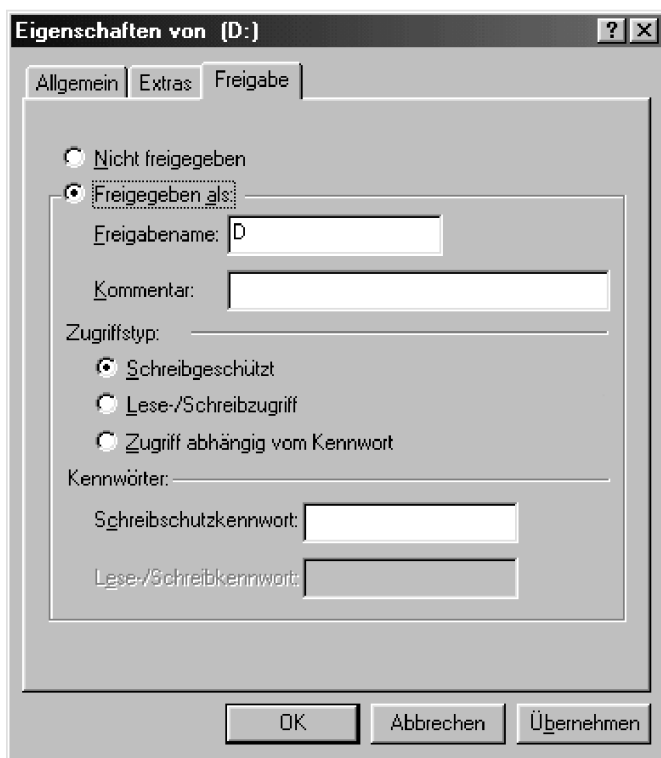 Eigenschaften von (D:)
Allgemein Extras Freigabe
Nicht freigegeben
Freigegeben als:
Freigabename: D
Kommentar:
Zugriffstyp:
Schreibgeschützt
Lese-/Schreibzugriff
Zugriff abhängig vom Kennwort
Kennwörter:
Schreibschutzkennwort:
Lese-/Schreibkennwort:
OK Abbrechen Übernehmen